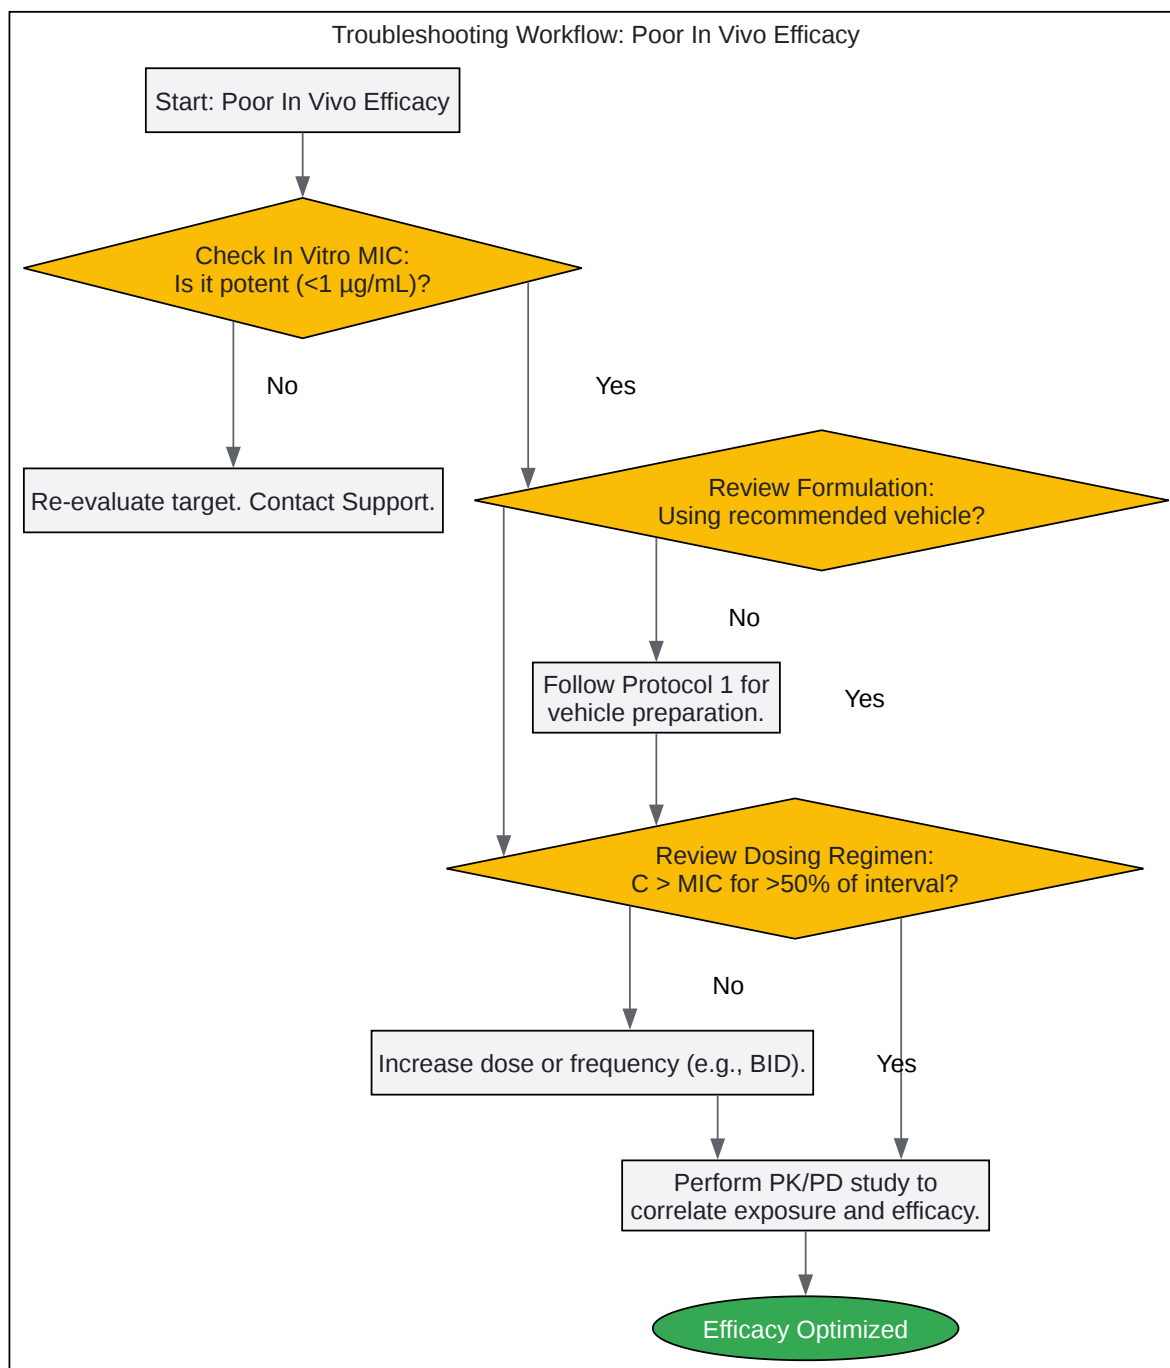 Troubleshooting Workflow: Poor In Vivo Efficacy
Start: Poor In Vivo Efficacy
Check In Vitro MIC:
Is it potent (<1 µg/mL)?
No
Yes
Re-evaluate target. Contact Support.
Review Formulation:
Using recommended vehicle?
No
Follow Protocol 1 for
vehicle preparation.
Yes
Review Dosing Regimen:
C > MIC for >50% of interval?
No
Increase dose or frequency (e.g., BID).
Yes
Perform PK/PD study to
correlate exposure and efficacy.
Efficacy Optimized